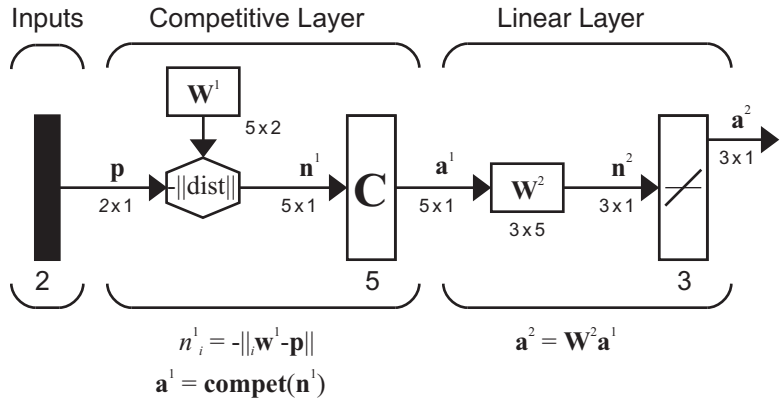 Inputs Competitive Layer Linear Layer
W¹
5 x 2
p
2 x 1
-||dist||
n¹
5 x 1
C
a¹
5 x 1
W²
3 x 5
n²
3 x 1
a²
3 x 1
2 5 3
n¹ᵢ = -||ᵢw¹-p||
a¹ = compet(n¹)
a² = W²a¹